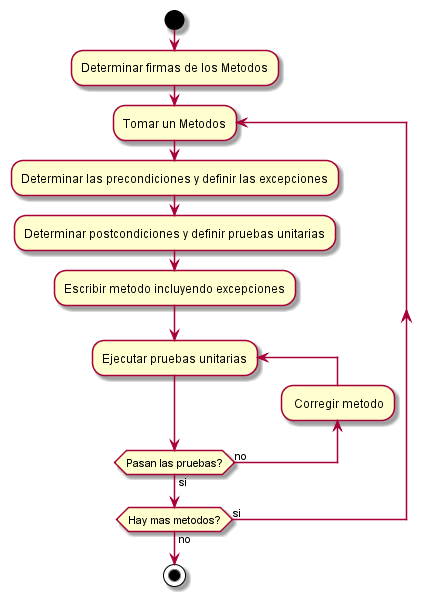 Determinar firmas de los Metodos
Tomar un Metodos
Determinar las precondiciones y definir las excepciones
Determinar postcondiciones y definir pruebas unitarias
Escribir metodo incluyendo excepciones
Ejecutar pruebas unitarias
Corregir metodo
Pasan las pruebas?
no
si
Hay mas metodos?
si
no